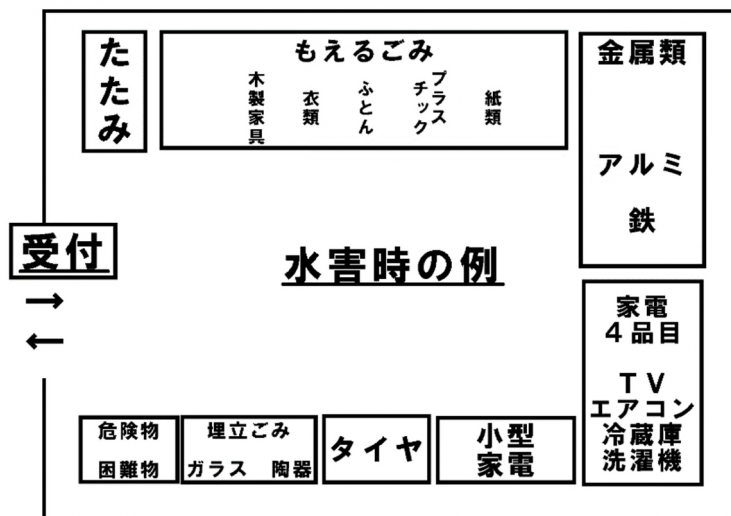 たたみ
もえるごみ
木製家具
衣類
ふとん
プラスチック
紙類
金属類
アルミ
鉄
受付
→
←
水害時の例
家電
４品目
ＴＶ
エアコン
冷蔵庫
洗濯機
危険物
困難物
埋立ごみ
ガラス 陶器
タイヤ
小型
家電